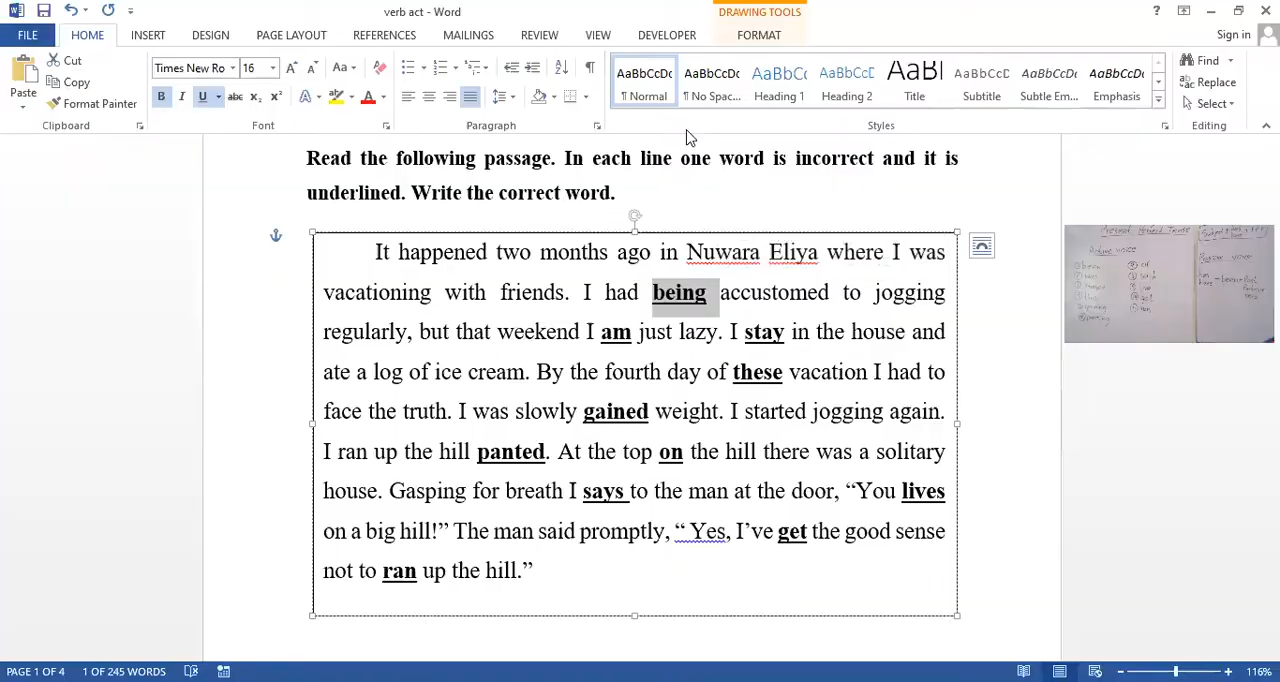 verb act - Word
DRAWING TOOLS
FILE HOME INSERT DESIGN PAGE LAYOUT REFERENCES MAILINGS REVIEW VIEW DEVELOPER FORMAT Sign in
Cut
Copy
Format Painter
Paste
Times New Ro 16
AaBbCcDc AaBbCcDc AaBbCc AaBbCc AaBl AaBbCcD AaBbCcDc AaBbCcDc
¶ Normal ¶ No Spac... Heading 1 Heading 2 Title Subtitle Subtle Em... Emphasis
Find
Replace
Select
Clipboard Font Paragraph Styles Editing
Read the following passage. In each line one word is incorrect and it is
underlined. Write the correct word.
It happened two months ago in Nuwara Eliya where I was
vacationing with friends. I had being accustomed to jogging
regularly, but that weekend I am just lazy. I stay in the house and
ate a log of ice cream. By the fourth day of these vacation I had to
face the truth. I was slowly gained weight. I started jogging again.
I ran up the hill panted. At the top on the hill there was a solitary
house. Gasping for breath I says to the man at the door, “You lives
on a big hill!” The man said promptly, “ Yes, I’ve get the good sense
not to ran up the hill.”
PAGE 1 OF 4 1 OF 245 WORDS 116%